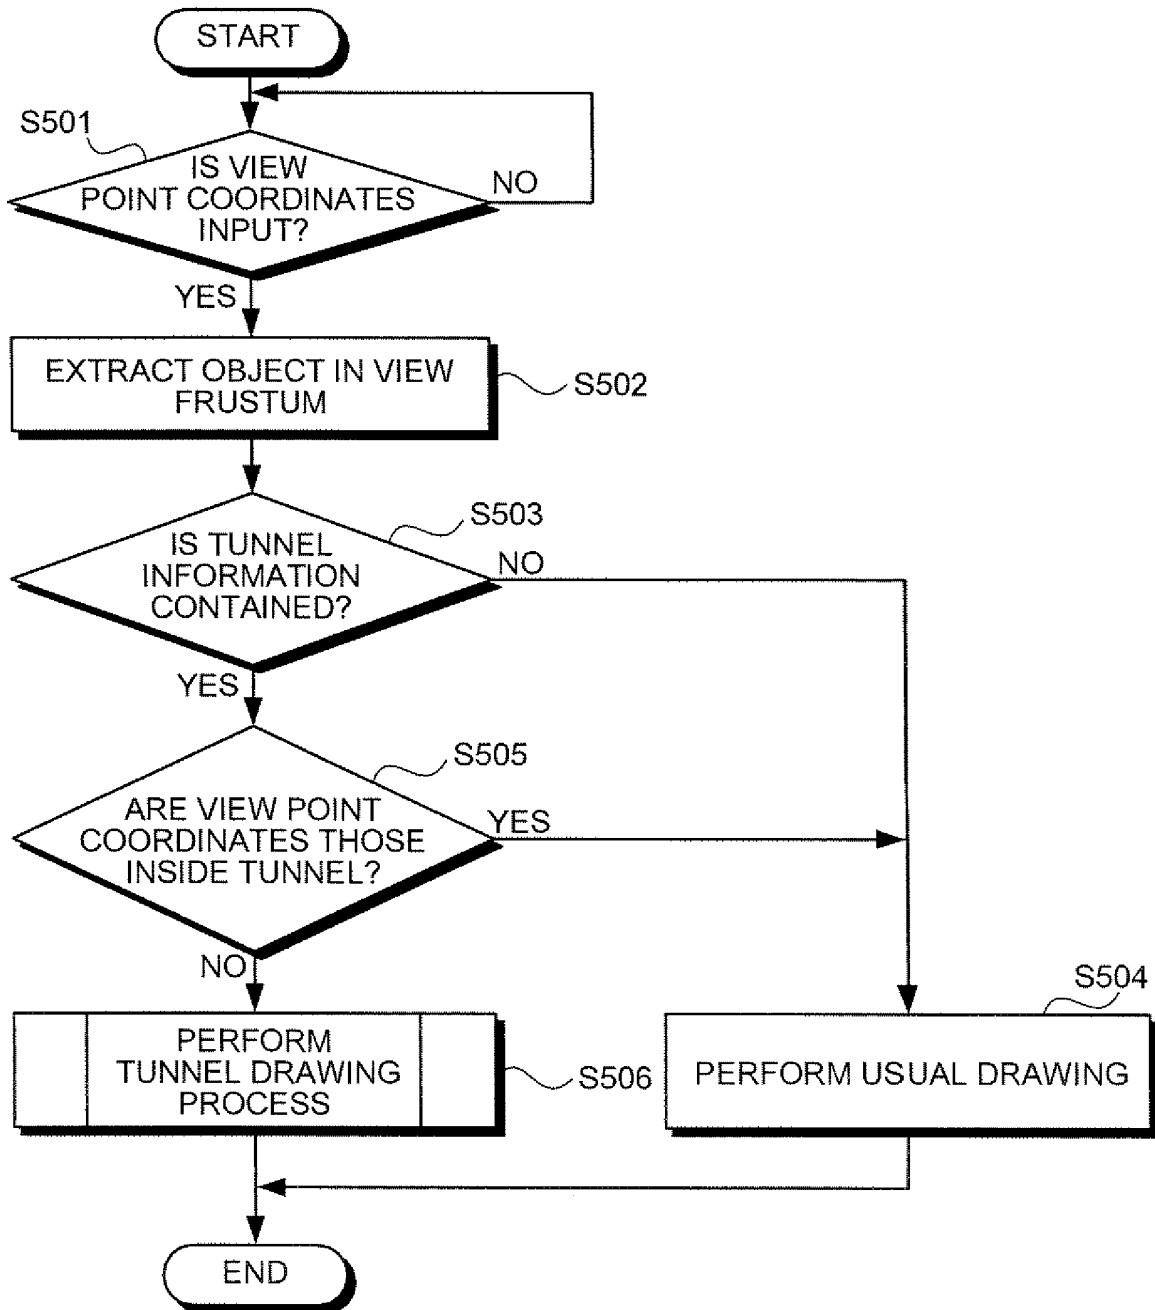 START
S501
IS VIEW
POINT COORDINATES
INPUT?
NO
YES
EXTRACT OBJECT IN VIEW
FRUSTUM
S502
S503
IS TUNNEL
INFORMATION
CONTAINED?
NO
YES
S505
ARE VIEW POINT
COORDINATES THOSE
INSIDE TUNNEL?
YES
NO
S504
PERFORM
TUNNEL DRAWING
PROCESS
S506
PERFORM USUAL DRAWING
END